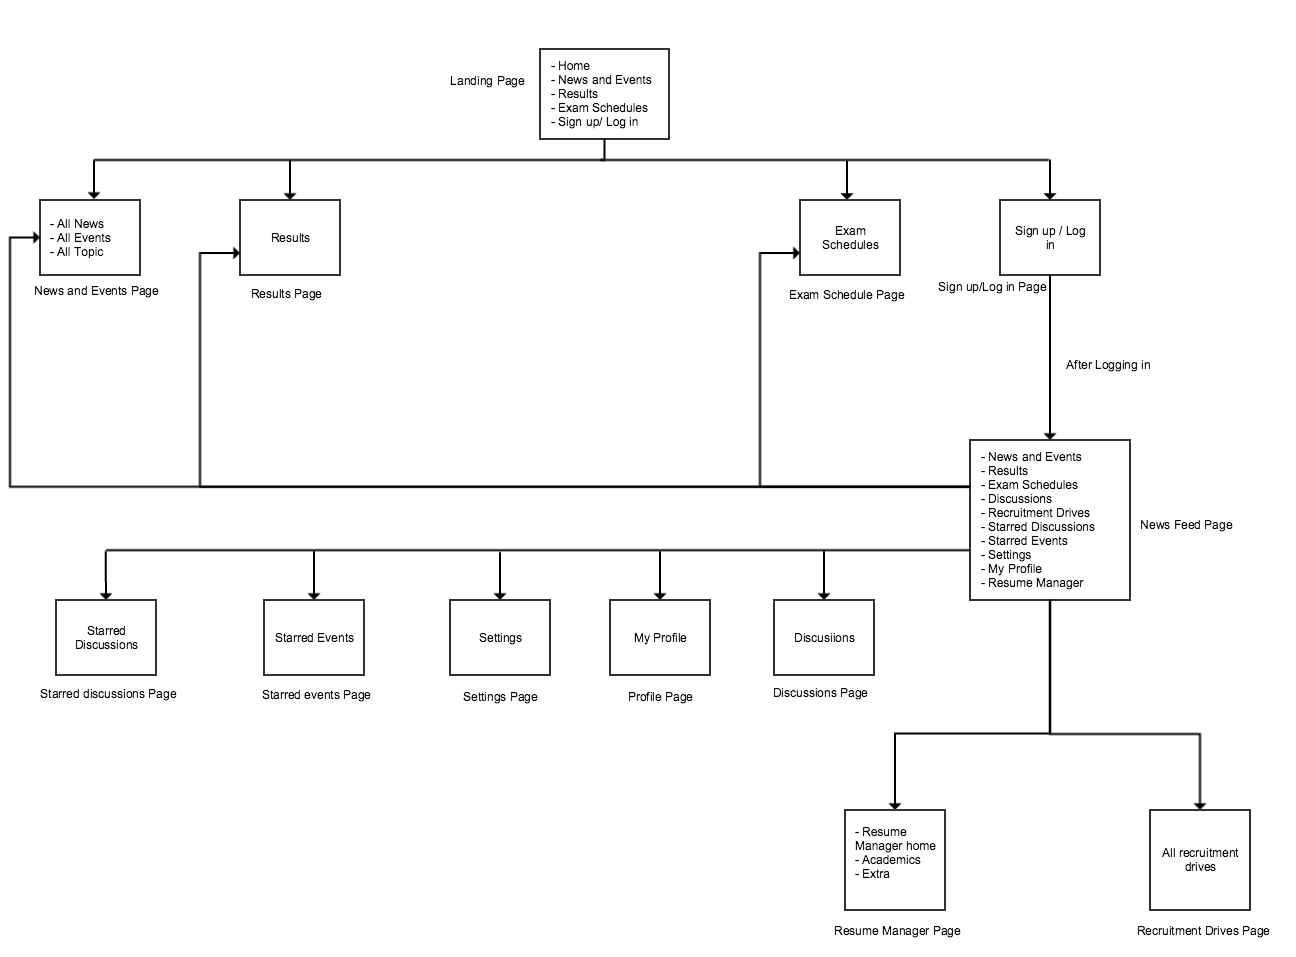 Landing Page
- Home
- News and Events
- Results
- Exam Schedules
- Sign up/ Log in
- All News
- All Events
- All Topic
News and Events Page
Results
Results Page
Exam
Schedules
Exam Schedule Page
Sign up / Log
in
Sign up/Log in Page
After Logging in
- News and Events
- Results
- Exam Schedules
- Discussions
- Recruitment Drives
- Starred Discussions
- Starred Events
- Settings
- My Profile
- Resume Manager
News Feed Page
Starred
Discussions
Starred discussions Page
Starred Events
Starred events Page
Settings
Settings Page
My Profile
Profile Page
Discusiions
Discussions Page
- Resume
Manager home
- Academics
- Extra
Resume Manager Page
All recruitment
drives
Recruitment Drives Page